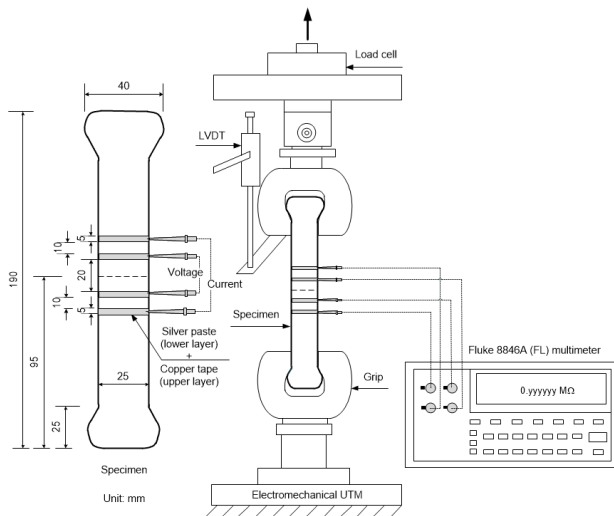 40
190
95
25
5
10
20
10
5
25
Voltage
Current
Silver paste
(lower layer)
+
Copper tape
(upper layer)
Specimen
Unit: mm
Load cell
LVDT
Specimen
Grip
Electromechanical UTM
Fluke 8846A (FL) multimeter
0.yyyyyy MΩ